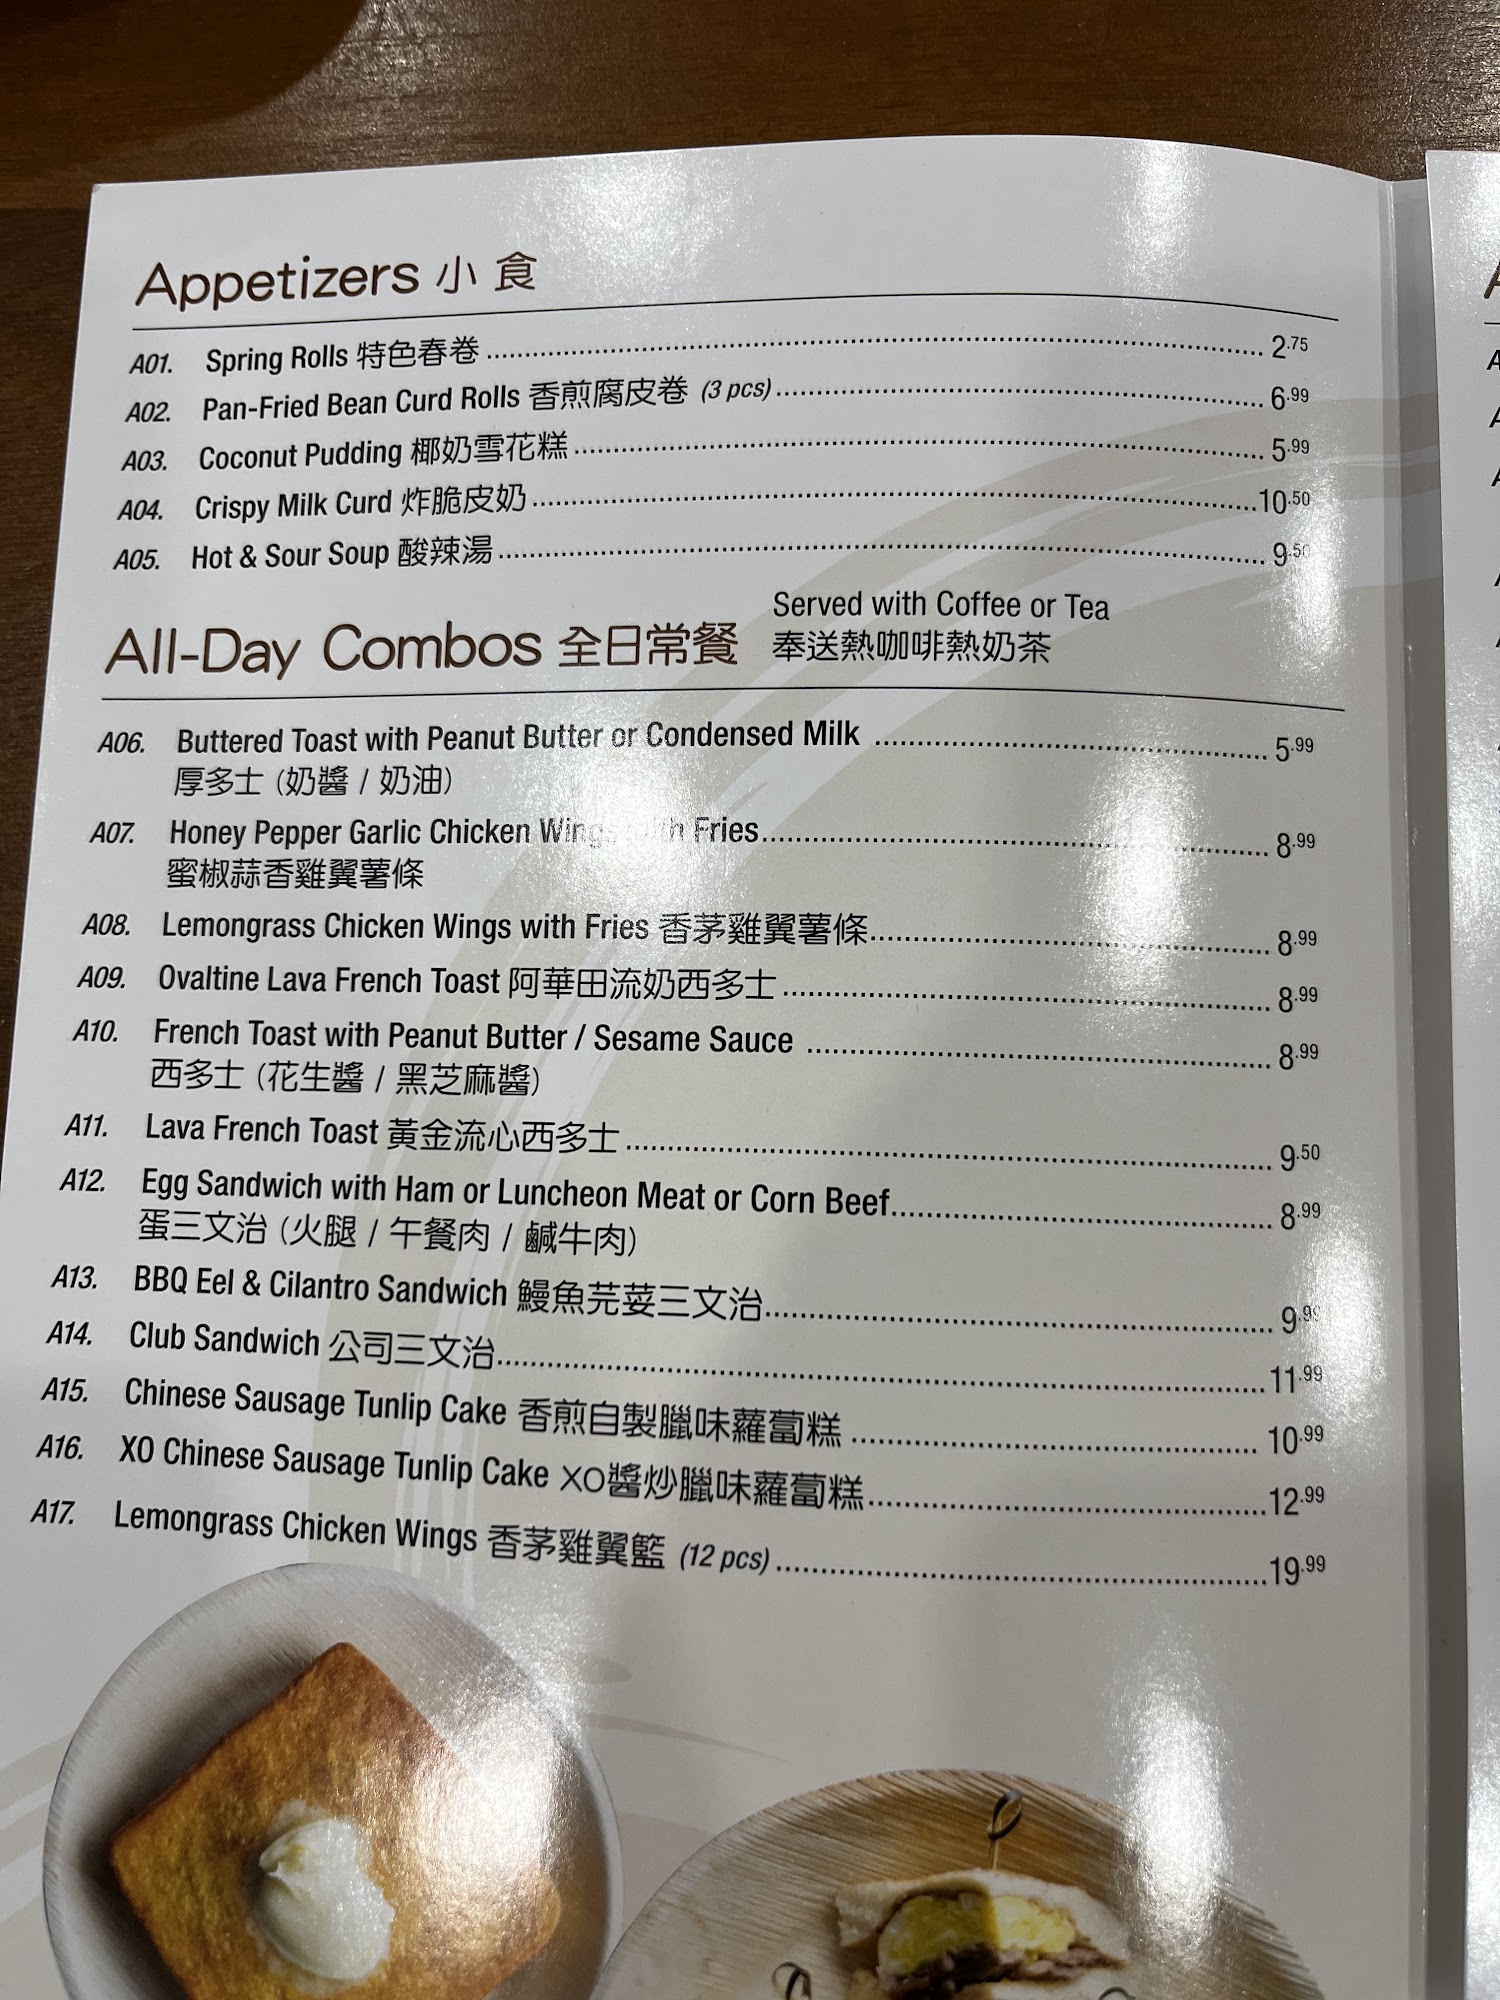 Appetizers 小食
A01. Spring Rolls 特色春卷 2.75
A02. Pan-Fried Bean Curd Rolls 香煎腐皮卷 (3 pcs) 6.99
A03. Coconut Pudding 椰奶雪花糕 5.99
A04. Crispy Milk Curd 炸脆皮奶 10.50
A05. Hot & Sour Soup 酸辣湯 9.50
All-Day Combos 全日常餐
Served with Coffee or Tea
奉送熱咖啡熱奶茶
A06. Buttered Toast with Peanut Butter or Condensed Milk 5.99
厚多士 (奶醬 / 奶油)
A07. Honey Pepper Garlic Chicken Wings with Fries 8.99
蜜椒蒜香雞翼薯條
A08. Lemongrass Chicken Wings with Fries 香茅雞翼薯條 8.99
A09. Ovaltine Lava French Toast 阿華田流奶西多士 8.99
A10. French Toast with Peanut Butter / Sesame Sauce 8.99
西多士 (花生醬 / 黑芝麻醬)
A11. Lava French Toast 黃金流心西多士 9.50
A12. Egg Sandwich with Ham or Luncheon Meat or Corn Beef 8.99
蛋三文治 (火腿 / 午餐肉 / 鹹牛肉)
A13. BBQ Eel & Cilantro Sandwich 鰻魚芫荽三文治 9.99
A14. Club Sandwich 公司三文治 11.99
A15. Chinese Sausage Tunlip Cake 香煎自製臘味蘿蔔糕 10.99
A16. XO Chinese Sausage Tunlip Cake XO醬炒臘味蘿蔔糕 12.99
A17. Lemongrass Chicken Wings 香茅雞翼籃 (12 pcs) 19.99